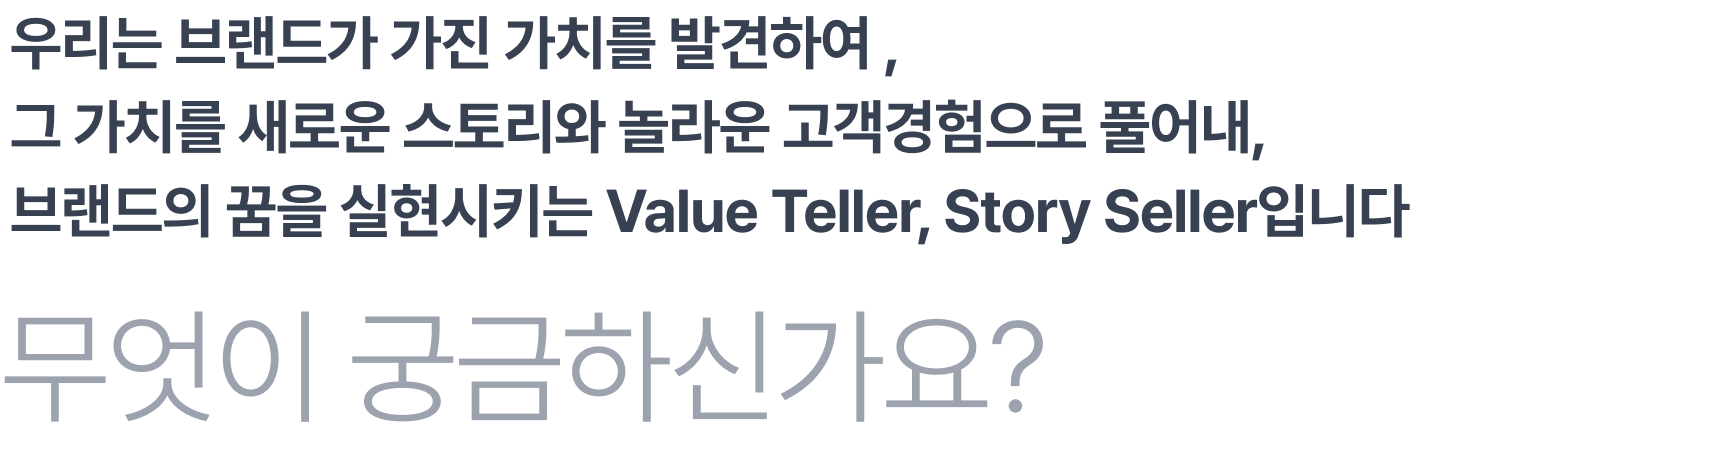 우리는 브랜드가 가진 가치를 발견하여 ,
그 가치를 새로운 스토리와 놀라운 고객경험으로 풀어내,
브랜드의 꿈을 실현시키는 Value Teller, Story Seller입니다
무엇이 궁금하신가요?